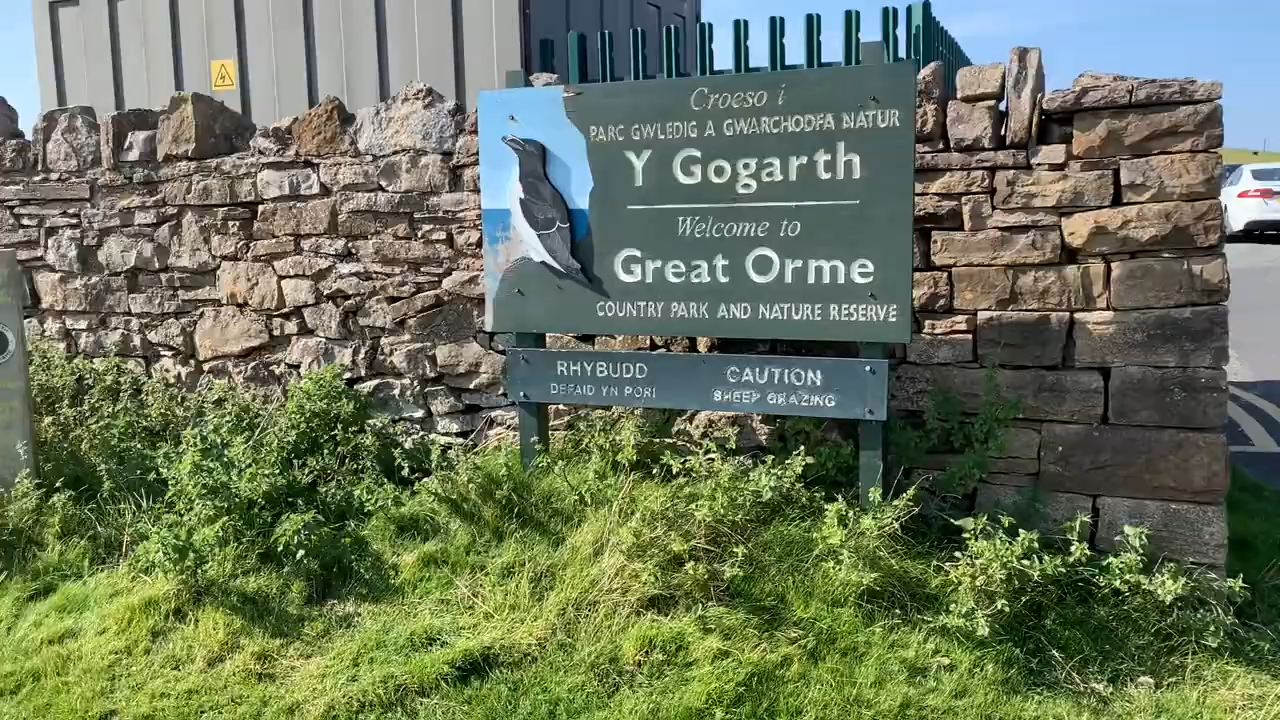 Croeso i
PARC GWLEDIG A GWARCHODFA NATUR
Y Gogarth
Welcome to
Great Orme
COUNTRY PARK AND NATURE RESERVE
RHYBUDD
DEFAID YN PORI
CAUTION
SHEEP GRAZING